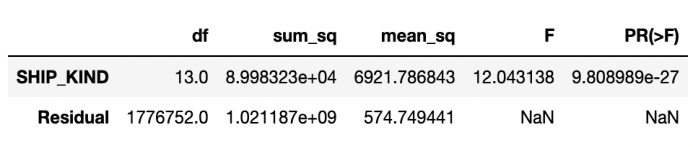 df sum_sq mean_sq F PR(>F)
SHIP_KIND 13.0 8.998323e+04 6921.786843 12.043138 9.808989e-27
Residual 1776752.0 1.021187e+09 574.749441 NaN NaN